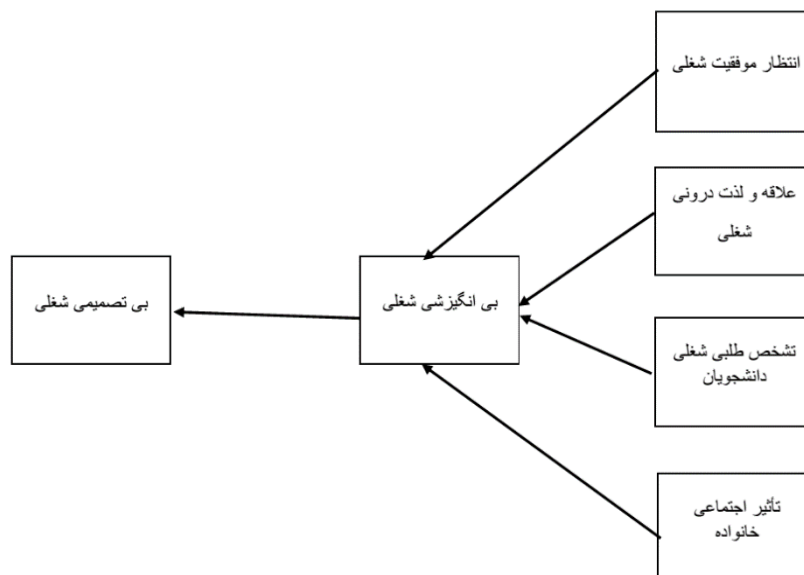 انتظار موفقیت شغلی
علاقه و لذت درونی
شغلی
بی انگیزشی شغلی
بی تصمیمی شغلی
تشخص طلبی شغلی
دانشجویان
تأثیر اجتماعی
خانواده